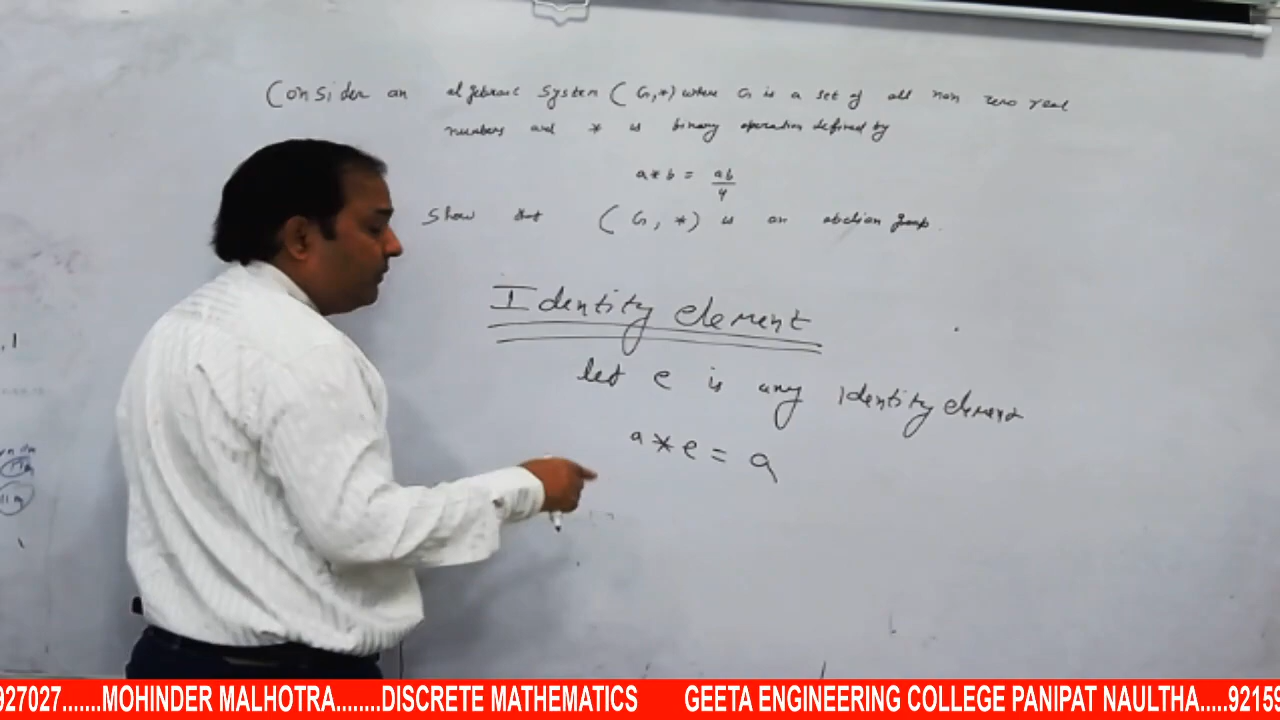 Consider an algebraic system (G,*) where G is a set of all non zero real
numbers and * is binary operation defined by
a*b = ab/4
Show that (G, *) is an abelian group.
Identity element
let e is any identity element
a * e = a
927027.......MOHINDER MALHOTRA........DISCRETE MATHEMATICS GEETA ENGINEERING COLLEGE PANIPAT NAULTHA.....92159